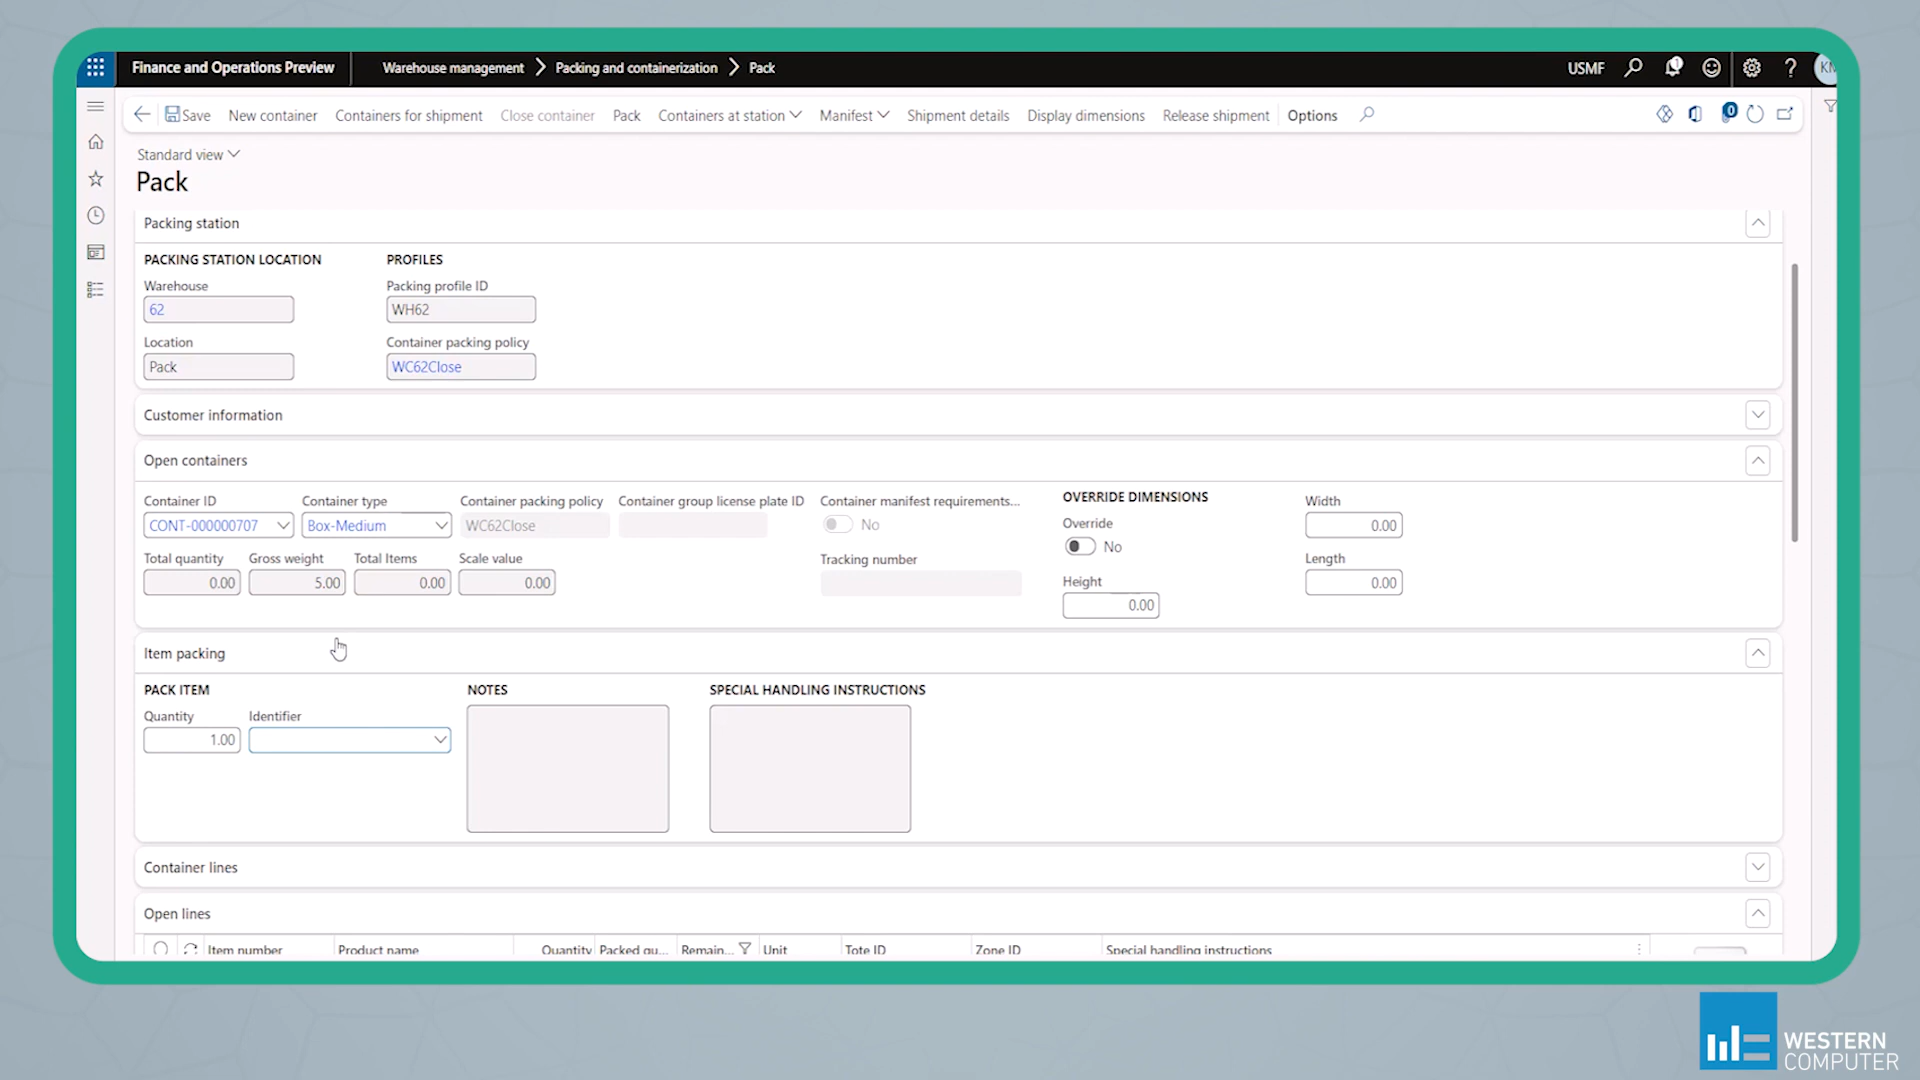 Finance and Operations Preview Warehouse management Packing and containerization Pack USMF 1 ? KM
Save New container Containers for shipment Close container Pack Containers at station Manifest Shipment details Display dimensions Release shipment Options 0
Standard view
Pack
Packing station
PACKING STATION LOCATION PROFILES
Warehouse Packing profile ID
62 WH62
Location Container packing policy
Pack WC62Close
Customer information
Open containers
Container ID Container type Container packing policy Container group license plate ID Container manifest requirements... OVERRIDE DIMENSIONS Width
CONT-000000707 Box-Medium WC62Close No Override 0.00
No
Total quantity Gross weight Total Items Scale value Tracking number Length
0.00 5.00 0.00 0.00 Height 0.00
0.00
Item packing
PACK ITEM NOTES SPECIAL HANDLING INSTRUCTIONS
Quantity Identifier
1.00
Container lines
Open lines
Item number Product name Quantity Packed qu... Remain... Unit Tote ID Zone ID Special handling instructions
WESTERN
COMPUTER